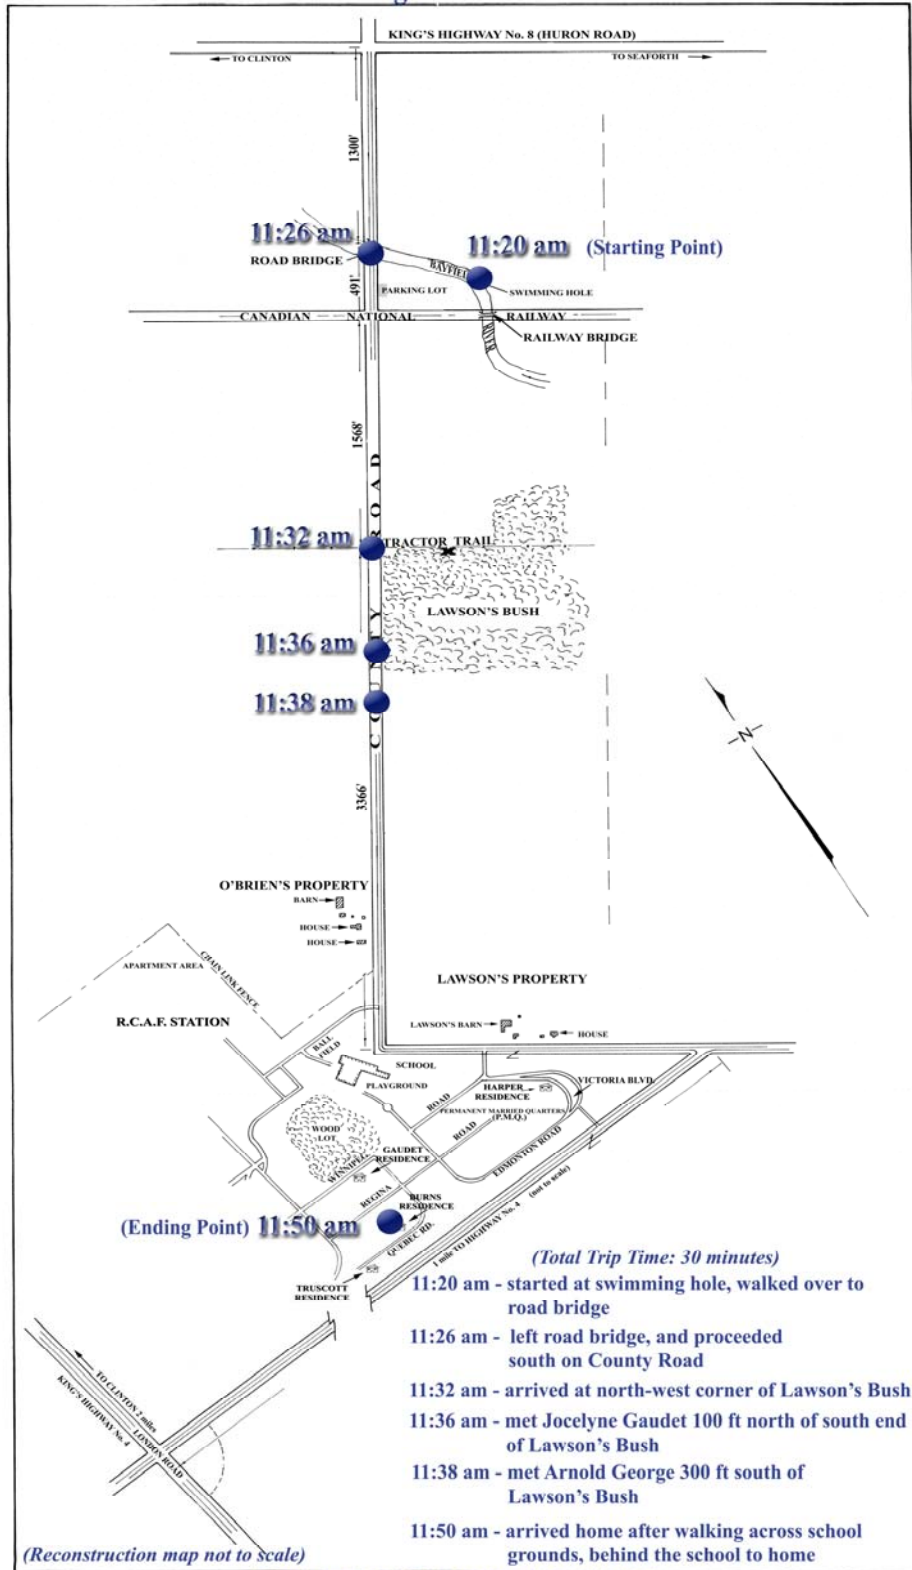 KING'S HIGHWAY No. 8 (HURON ROAD)
TO CLINTON
TO SEAFORTH
1300'
11:26 am
11:20 am (Starting Point)
ROAD BRIDGE
BAYFIEL
491'
PARKING LOT
SWIMMING HOLE
CANADIAN NATIONAL RAILWAY
RAILWAY BRIDGE
RIVER
1568'
COUNTY ROAD
11:32 am
TRACTOR TRAIL
LAWSON'S BUSH
11:36 am
11:38 am
N
3366'
O'BRIEN'S PROPERTY
BARN
HOUSE
HOUSE
APARTMENT AREA
CHAIN LINK FENCE
LAWSON'S PROPERTY
R.C.A.F. STATION
LAWSON'S BARN
HOUSE
BALL
FIELD
SCHOOL
PLAYGROUND
HARPER
RESIDENCE
VICTORIA BLVD.
ROAD
PERMANENT MARRIED QUARTERS
(P.M.Q.)
WOOD
LOT
ROAD
GAUDET
RESIDENCE
EDMONTON ROAD
WINNIPEG
REGINA
BURNS
RESIDENCE
(Ending Point) 11:50 am
QUEBEC RD.
1 mile TO HIGHWAY No. 4 (not to scale)
TRUSCOTT
RESIDENCE
(Total Trip Time: 30 minutes)
11:20 am - started at swimming hole, walked over to
road bridge
11:26 am - left road bridge, and proceeded
south on County Road
11:32 am - arrived at north-west corner of Lawson's Bush
11:36 am - met Jocelyne Gaudet 100 ft north of south end
of Lawson's Bush
11:38 am - met Arnold George 300 ft south of
Lawson's Bush
11:50 am - arrived home after walking across school
grounds, behind the school to home
TO CLINTON 2 miles
KING'S HIGHWAY No. 4
LONDON ROAD
(Reconstruction map not to scale)